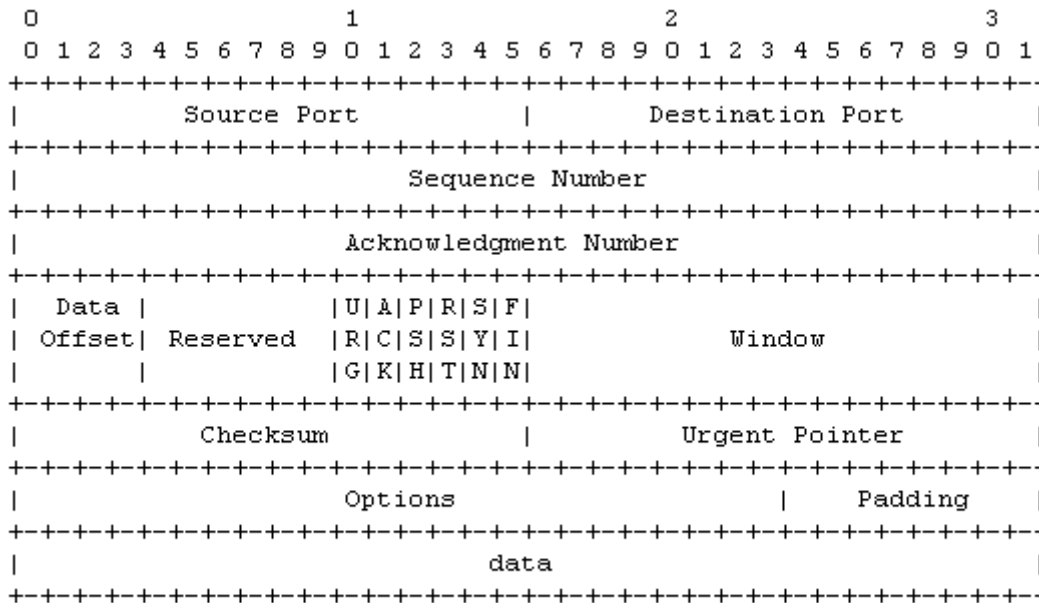 0                   1                   2                   3
 0 1 2 3 4 5 6 7 8 9 0 1 2 3 4 5 6 7 8 9 0 1 2 3 4 5 6 7 8 9 0 1
+-+-+-+-+-+-+-+-+-+-+-+-+-+-+-+-+-+-+-+-+-+-+-+-+-+-+-+-+-+-+-+-
|          Source Port          |       Destination Port        |
+-+-+-+-+-+-+-+-+-+-+-+-+-+-+-+-+-+-+-+-+-+-+-+-+-+-+-+-+-+-+-+-
|                        Sequence Number                        |
+-+-+-+-+-+-+-+-+-+-+-+-+-+-+-+-+-+-+-+-+-+-+-+-+-+-+-+-+-+-+-+-
|                    Acknowledgment Number                      |
+-+-+-+-+-+-+-+-+-+-+-+-+-+-+-+-+-+-+-+-+-+-+-+-+-+-+-+-+-+-+-+-
|  Data |           |U|A|P|R|S|F|                               |
| Offset| Reserved  |R|C|S|S|Y|I|            Window             |
|       |           |G|K|H|T|N|N|                               |
+-+-+-+-+-+-+-+-+-+-+-+-+-+-+-+-+-+-+-+-+-+-+-+-+-+-+-+-+-+-+-+-
|           Checksum            |         Urgent Pointer        |
+-+-+-+-+-+-+-+-+-+-+-+-+-+-+-+-+-+-+-+-+-+-+-+-+-+-+-+-+-+-+-+-
|                    Options                    |    Padding    |
+-+-+-+-+-+-+-+-+-+-+-+-+-+-+-+-+-+-+-+-+-+-+-+-+-+-+-+-+-+-+-+-
|                             data                              |
+-+-+-+-+-+-+-+-+-+-+-+-+-+-+-+-+-+-+-+-+-+-+-+-+-+-+-+-+-+-+-+-